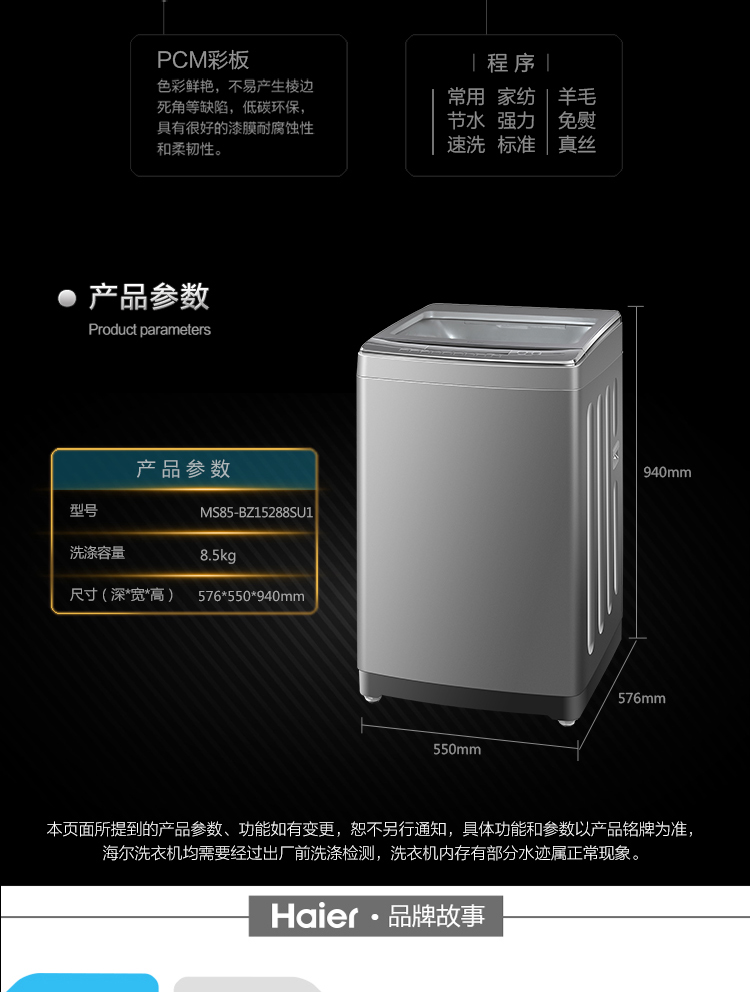 PCM彩板
色彩鲜艳，不易产生棱边
死角等缺陷，低碳环保，
具有很好的漆膜耐腐蚀性
和柔韧性。
程序
常用 家纺 羊毛
节水 强力 免熨
速洗 标准 真丝
产品参数
Product parameters
产品参数
型号 MS85-BZ15288SU1
洗涤容量 8.5kg
尺寸（深*宽*高） 576*550*940mm
940mm
576mm
550mm
本页面所提到的产品参数、功能如有变更，恕不另行通知，具体功能和参数以产品铭牌为准，
海尔洗衣机均需要经过出厂前洗涤检测，洗衣机内存有部分水迹属正常现象。
Haier·品牌故事